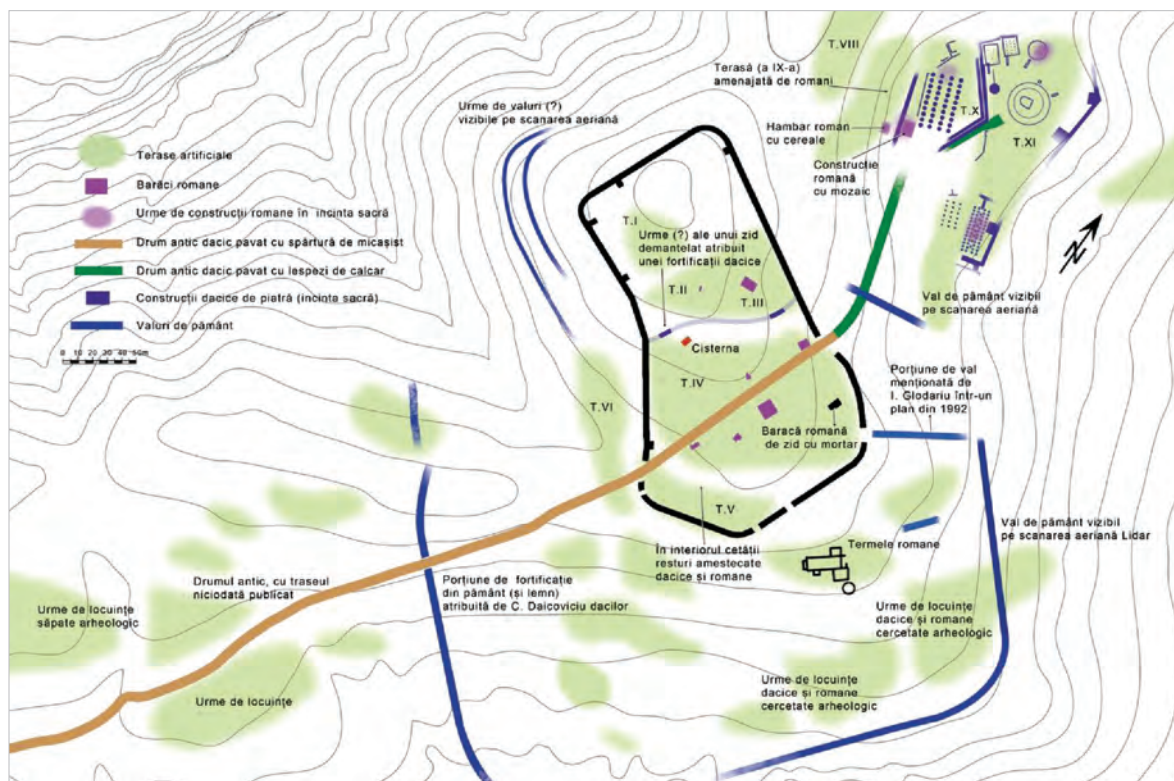 Terase artificiale
Barăci romane
Urme de construcții romane în incinta sacră
Drum antic dacic pavat cu spărtură de micașist
Drum antic dacic pavat cu lespezi de calcar
Construcții dacice de piatră (incinta sacră)
Valuri de pământ
0 10 20 30 40 50m
Urme de valuri (?)
vizibile pe scanarea aeriană
T.VIII
Terasă (a IX-a)
amenajată de romani
Hambar roman
cu cereale
Construcție
romană
cu mozaic
T.X
T.XI
N
T.I
Urme (?) ale unui zid
demantelat atribuit
unei fortificații dacice
T.II
T.III
Cisterna
T.IV
T.VI
Baracă romană
de zid cu mortar
T.V
Val de pământ vizibil
pe scanarea aeriană
Porțiune de val
menționată de
I. Glodariu într-un
plan din 1992
Val de pământ vizibil
pe scanarea aeriană Lidar
Termele romane
În interiorul cetății
resturi amestecate
dacice și romane
Drumul antic, cu traseul
niciodată publicat
Porțiune de fortificație
din pământ (și lemn)
atribuită de C. Daicoviciu dacilor
Urme de locuințe
săpate arheologic
Urme de locuințe
Urme de locuințe
dacice și romane
cercetate arheologic
Urme de locuințe
dacice și romane
cercetate arheologic